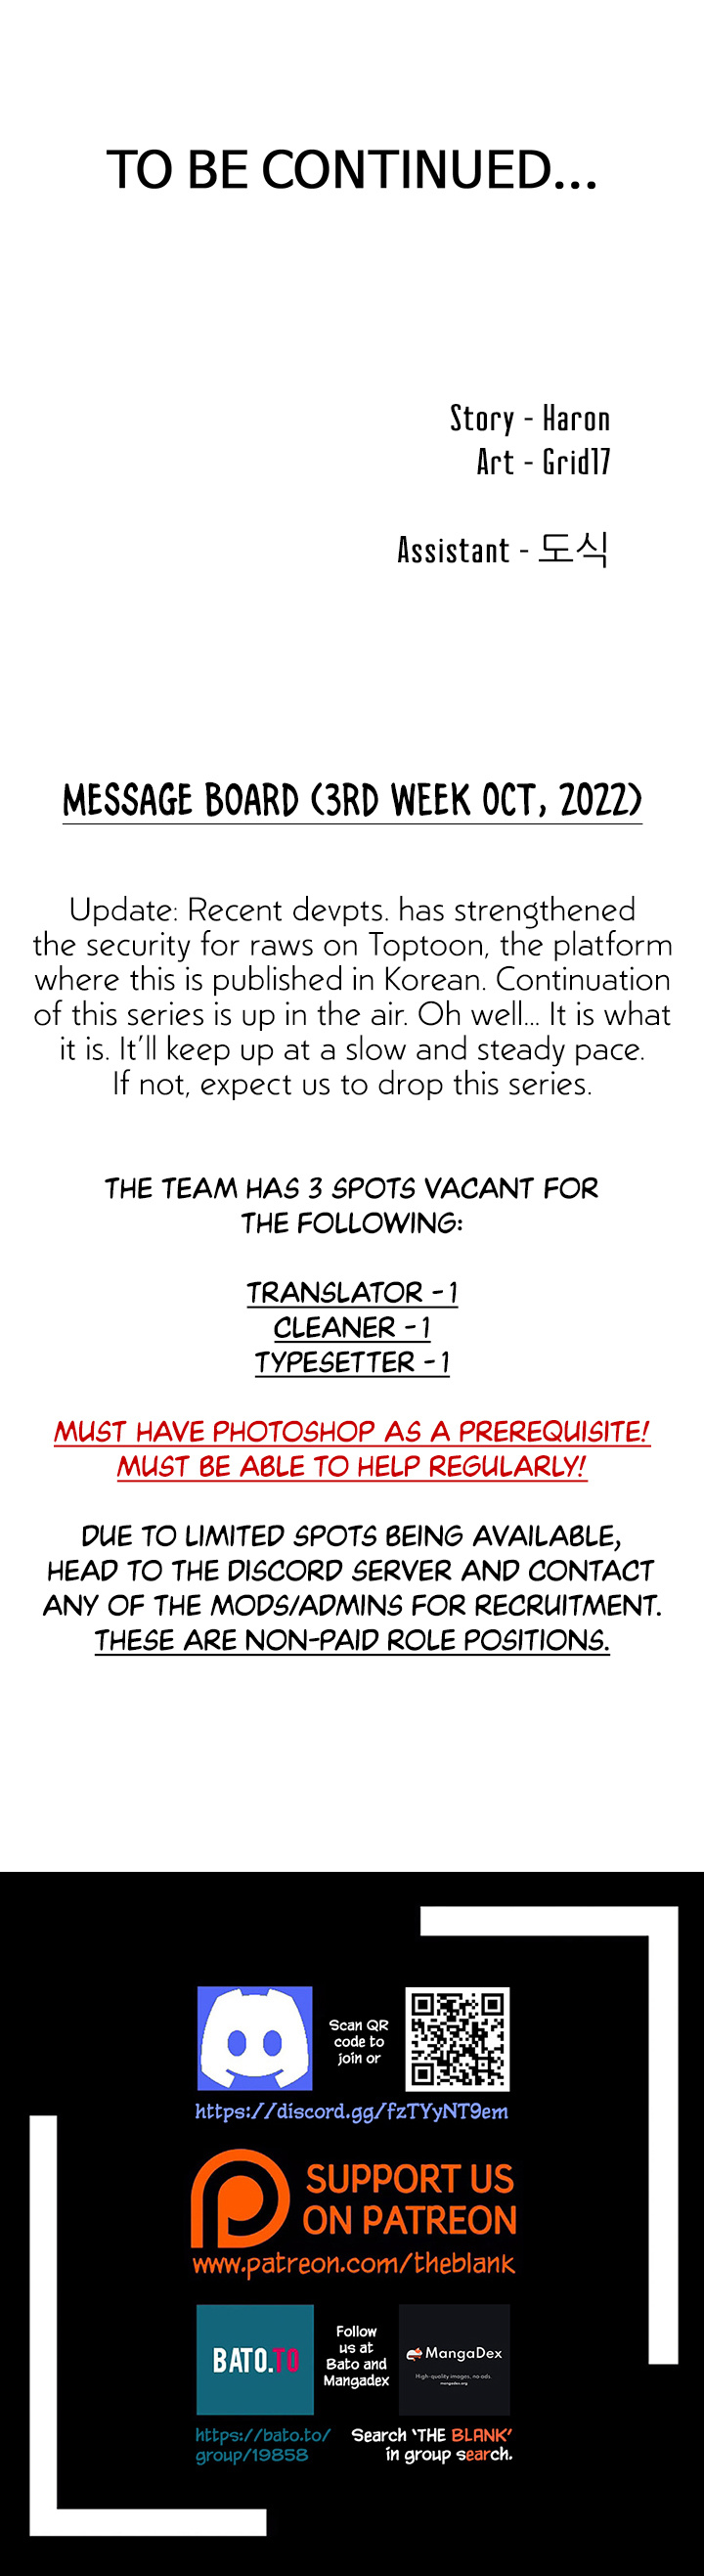 TO BE CONTINUED...
Story - Haron
Art - Grid17
Assistant - 도식
MESSAGE BOARD (3RD WEEK OCT, 2022)
Update: Recent devpts. has strengthened
the security for raws on Toptoon, the platform
where this is published in Korean. Continuation
of this series is up in the air. Oh well... It is what
it is. It'll keep up at a slow and steady pace.
If not, expect us to drop this series.
THE TEAM HAS 3 SPOTS VACANT FOR
THE FOLLOWING:
TRANSLATOR - 1
CLEANER - 1
TYPESETTER - 1
MUST HAVE PHOTOSHOP AS A PREREQUISITE!
MUST BE ABLE TO HELP REGULARLY!
DUE TO LIMITED SPOTS BEING AVAILABLE,
HEAD TO THE DISCORD SERVER AND CONTACT
ANY OF THE MODS/ADMINS FOR RECRUITMENT.
THESE ARE NON-PAID ROLE POSITIONS.
Scan QR
code to
join or
https://discord.gg/fzTYyNT9em
SUPPORT US
ON PATREON
www.patreon.com/theblank
BATO.TO
Follow
us at
Bato and
Mangadex
MangaDex
High-quality images, no ads.
mangadex.org
https://bato.to/
group/19858
Search 'THE BLANK'
in group search.